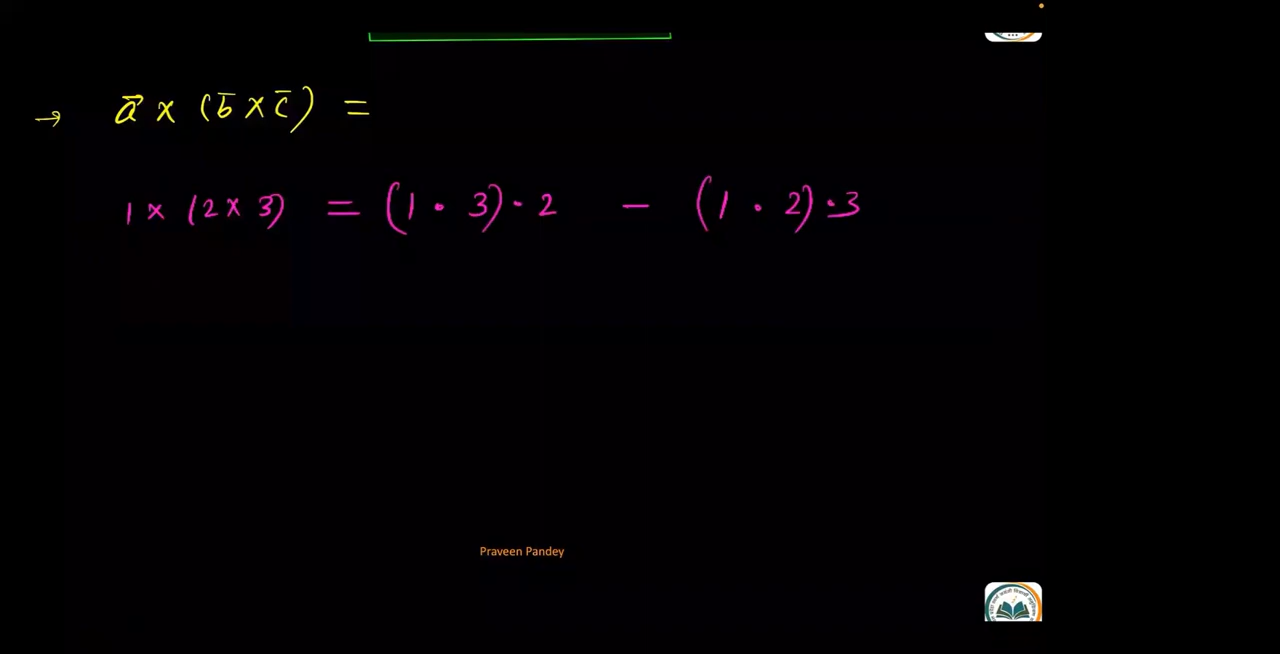 → a⃗ × (b̄ × c̄) =
1 × (2 × 3) = (1 · 3) · 2 - (1 · 2) · 3
Praveen Pandey